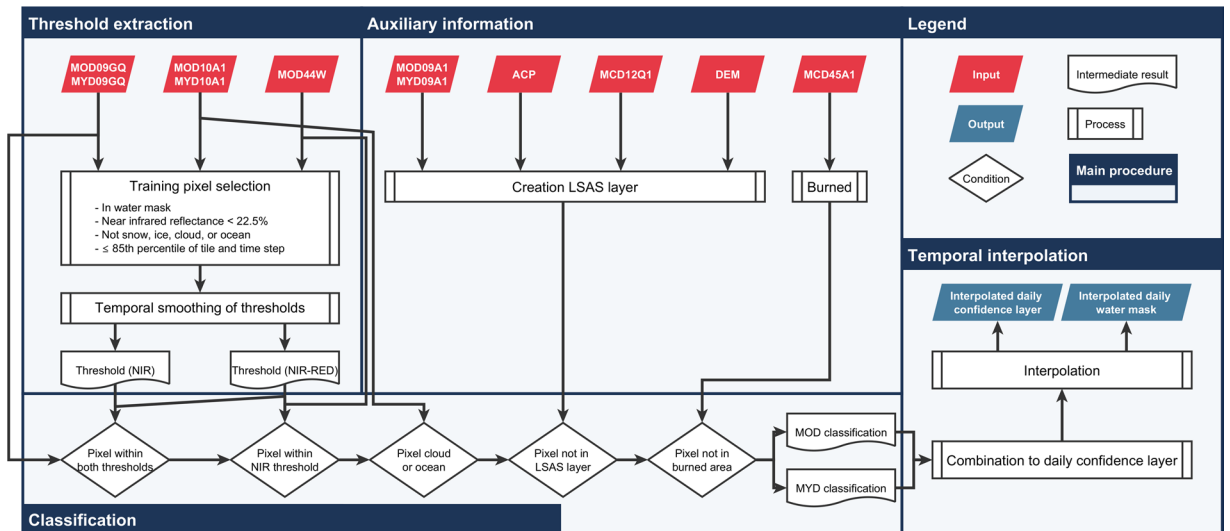 Threshold extraction
MOD09GQ
MYD09GQ
MOD10A1
MYD10A1
MOD44W
Training pixel selection
- In water mask
- Near infrared reflectance < 22.5%
- Not snow, ice, cloud, or ocean
- ≤ 85th percentile of tile and time step
Temporal smoothing of thresholds
Threshold (NIR)
Threshold (NIR-RED)
Auxiliary information
MOD09A1
MYD09A1
ACP
MCD12Q1
DEM
MCD45A1
Creation LSAS layer
Burned
Legend
Input
Intermediate result
Output
Process
Condition
Main procedure
Temporal interpolation
Interpolated daily
confidence layer
Interpolated daily
water mask
Interpolation
Combination to daily confidence layer
Pixel within
both thresholds
Pixel within
NIR threshold
Pixel cloud
or ocean
Pixel not in
LSAS layer
Pixel not in
burned area
MOD classification
MYD classification
Classification